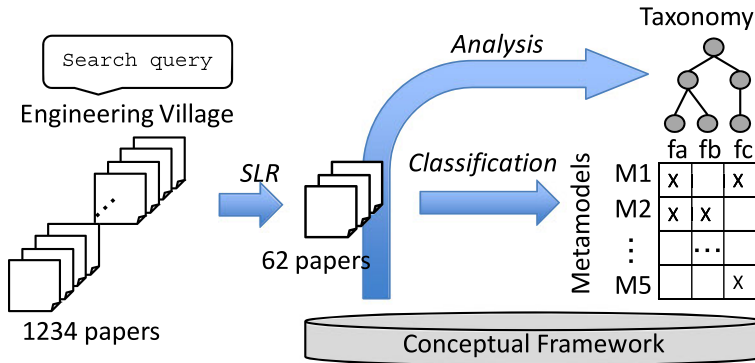 Taxonomy
Search query
Analysis
Engineering Village
fa fb fc
SLR
Classification
Metamodels
M1 x x
M2 x x
⋮ ...
M5 x
...
62 papers
1234 papers
Conceptual Framework